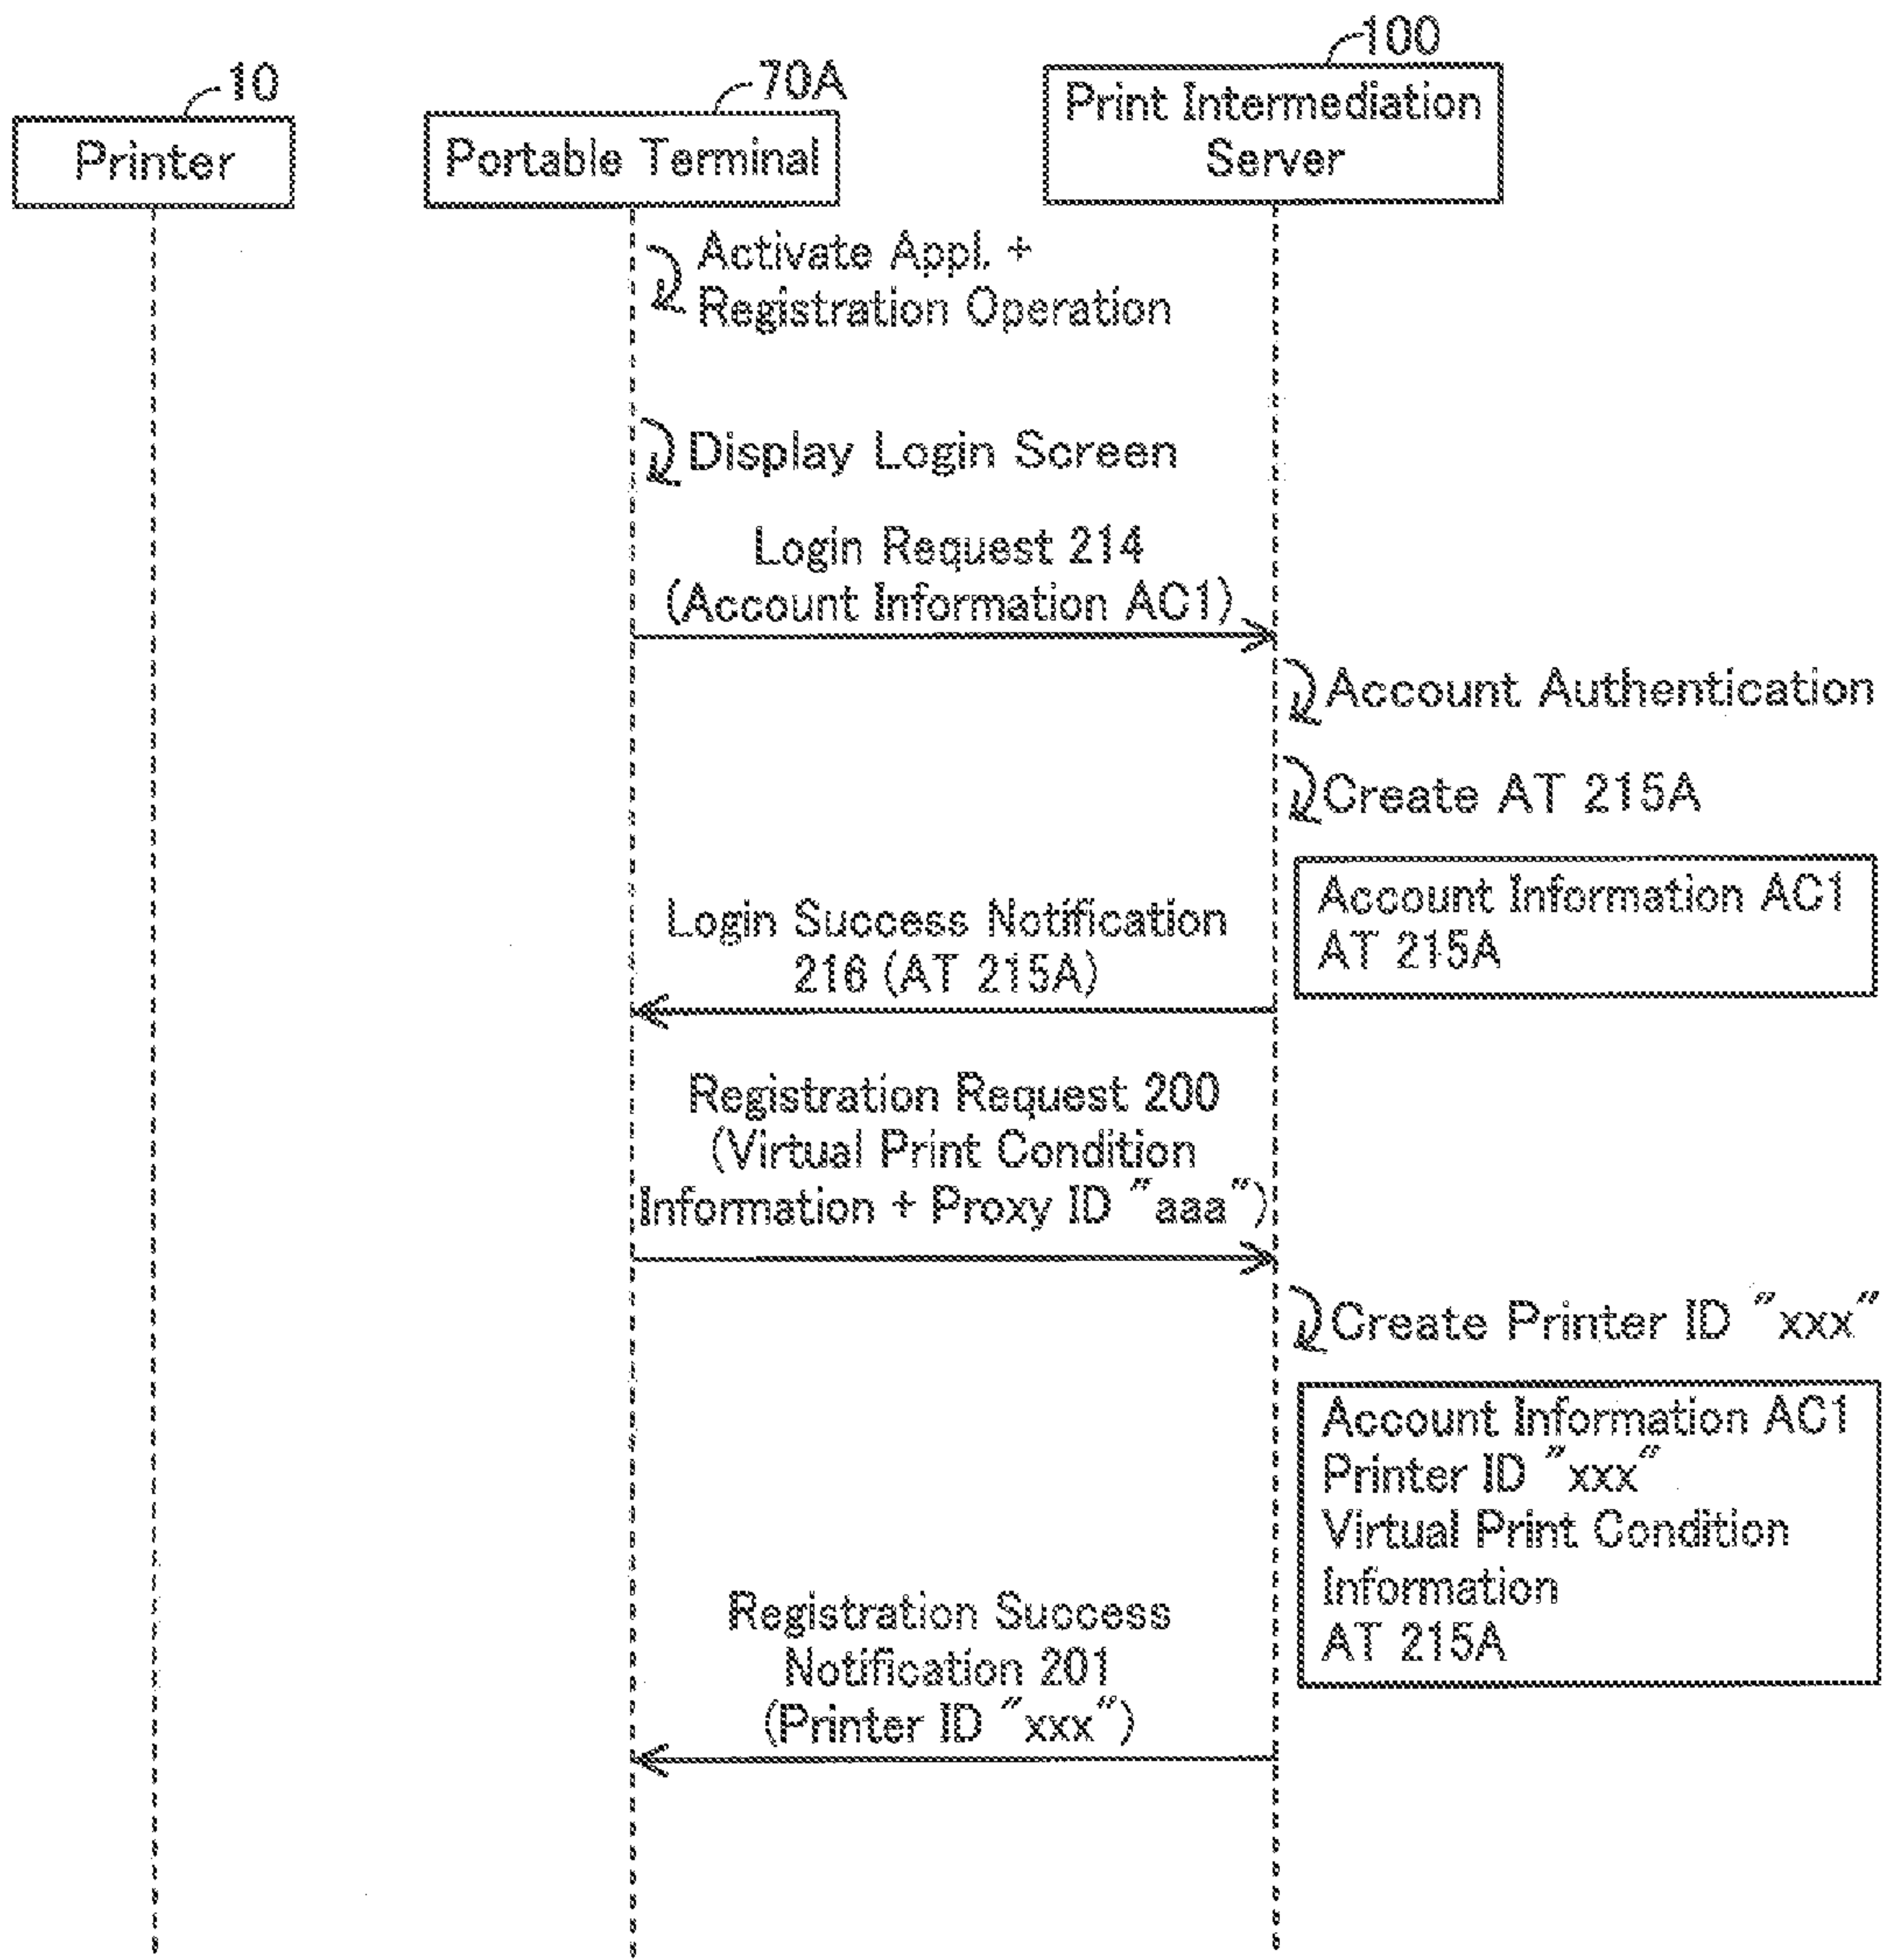 10
Printer
70A
Portable Terminal
100
Print Intermediation
Server
Activate Appl. +
Registration Operation
Display Login Screen
Login Request 214
(Account Information AC1)
Account Authentication
Create AT 215A
Account Information AC1
AT 215A
Login Success Notification
216 (AT 215A)
Registration Request 200
(Virtual Print Condition
Information + Proxy ID "aaa")
Create Printer ID "xxx"
Account Information AC1
Printer ID "xxx"
Virtual Print Condition
Information
AT 215A
Registration Success
Notification 201
(Printer ID "xxx")